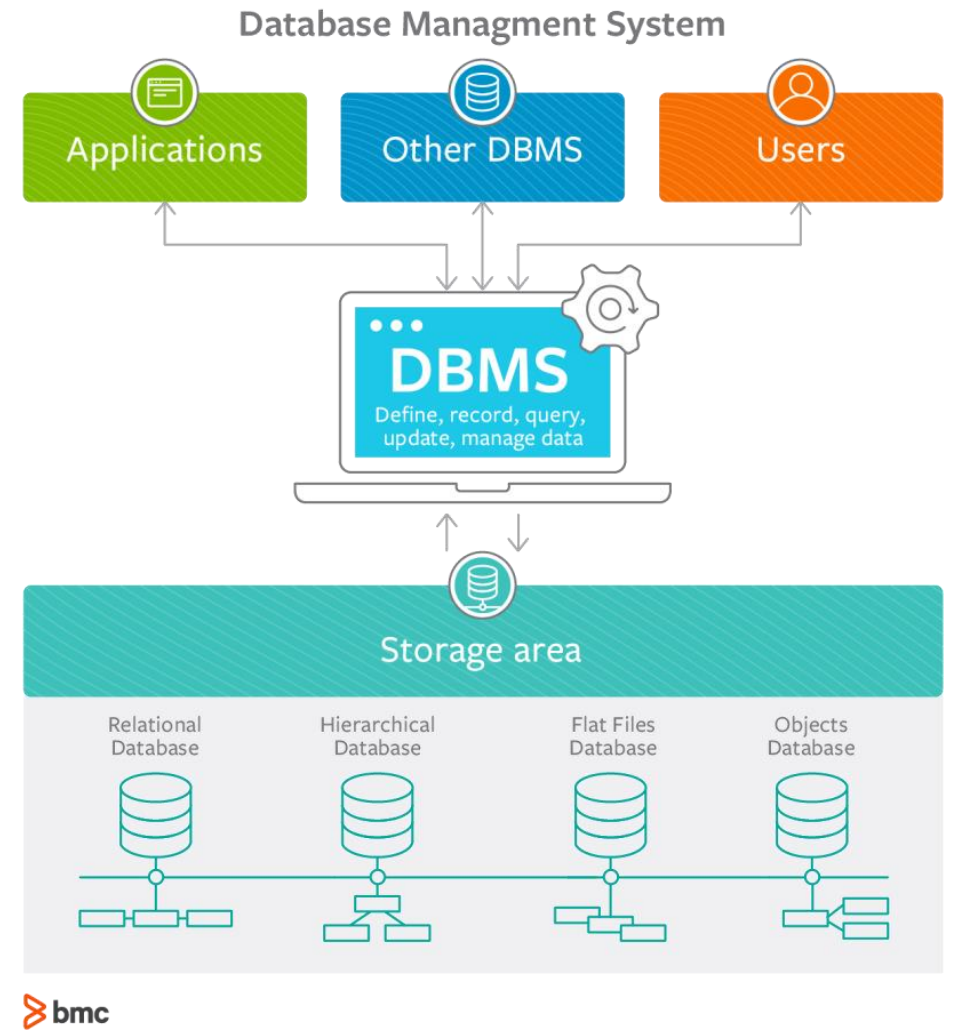 Database Managment System
Applications
Other DBMS
Users
DBMS
Define, record, query,
update, manage data
Storage area
Relational
Database
Hierarchical
Database
Flat Files
Database
Objects
Database
bmc